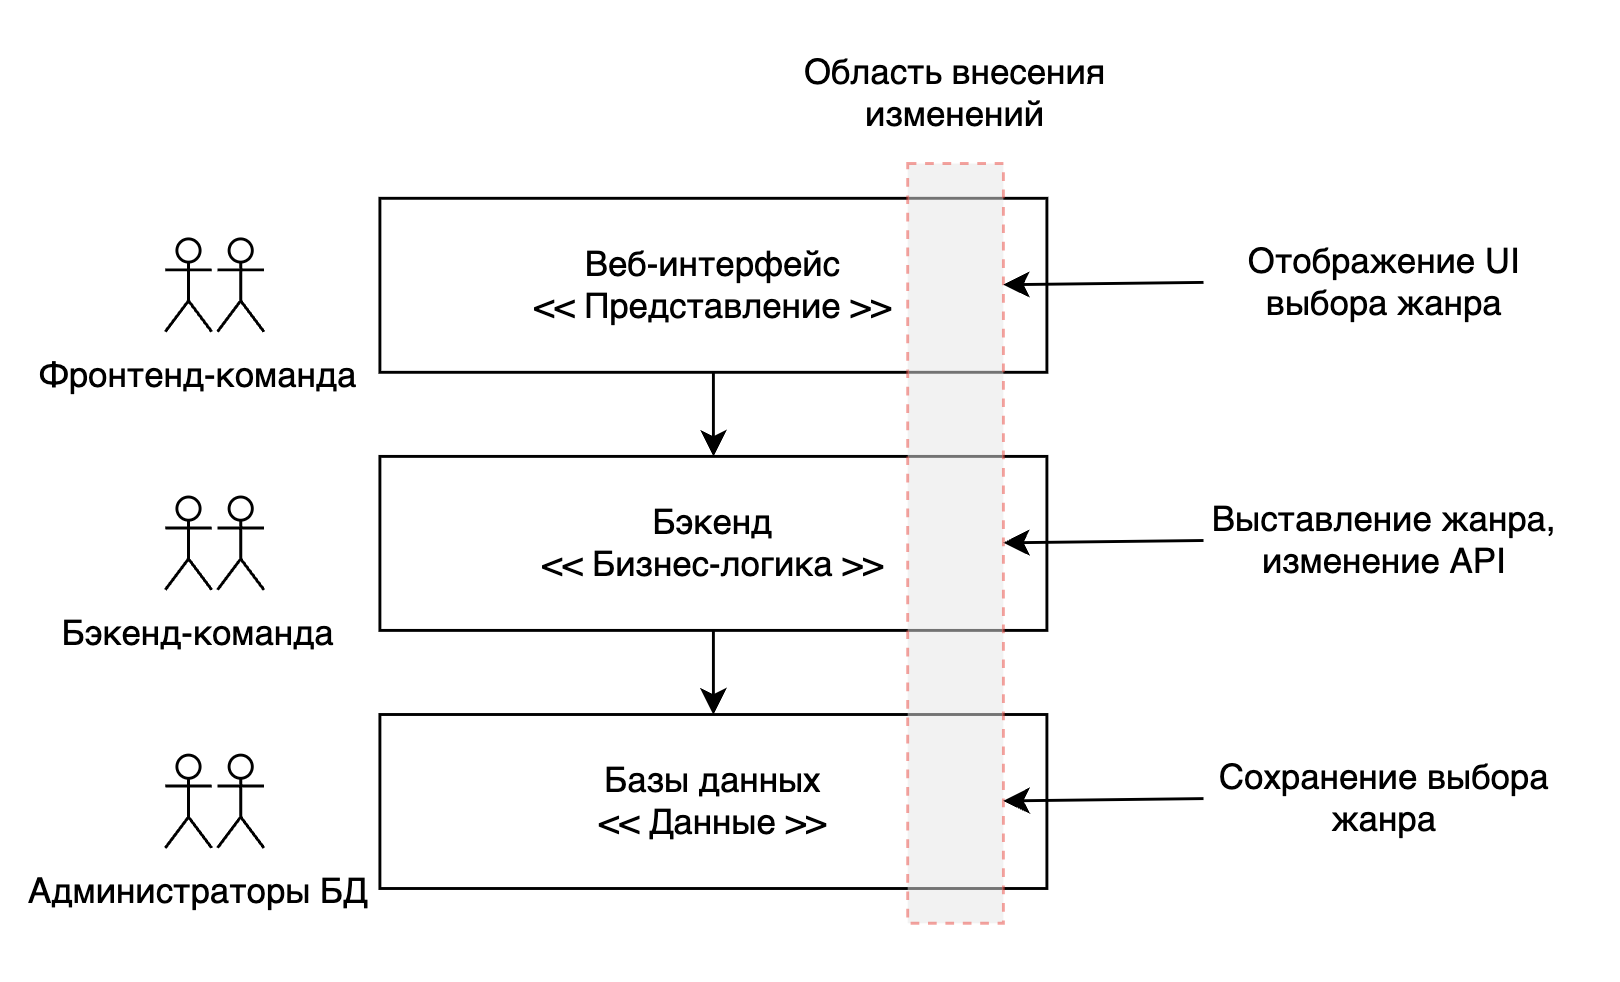 Область внесения
изменений
Веб-интерфейс
<< Представление >>
Отображение UI
выбора жанра
Фронтенд-команда
Бэкенд
<< Бизнес-логика >>
Выставление жанра,
изменение API
Бэкенд-команда
Базы данных
<< Данные >>
Сохранение выбора
жанра
Администраторы БД